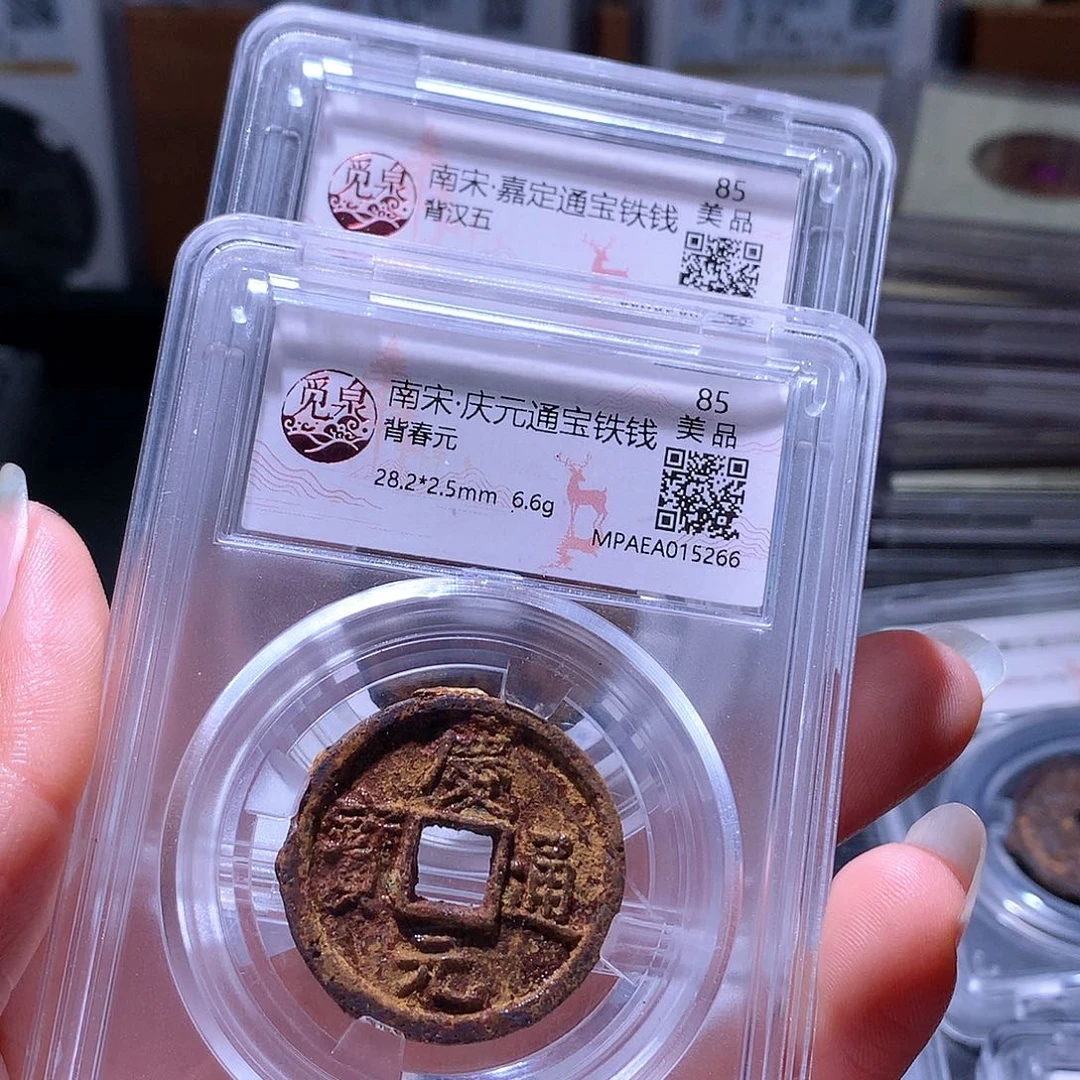 觅泉
南宋·嘉定通宝铁钱
背汉五
85
美品
觅泉
南宋·庆元通宝铁钱
背春元
28.2*2.5mm 6.6g
85
美品
MPAEA015266
慶
通
元